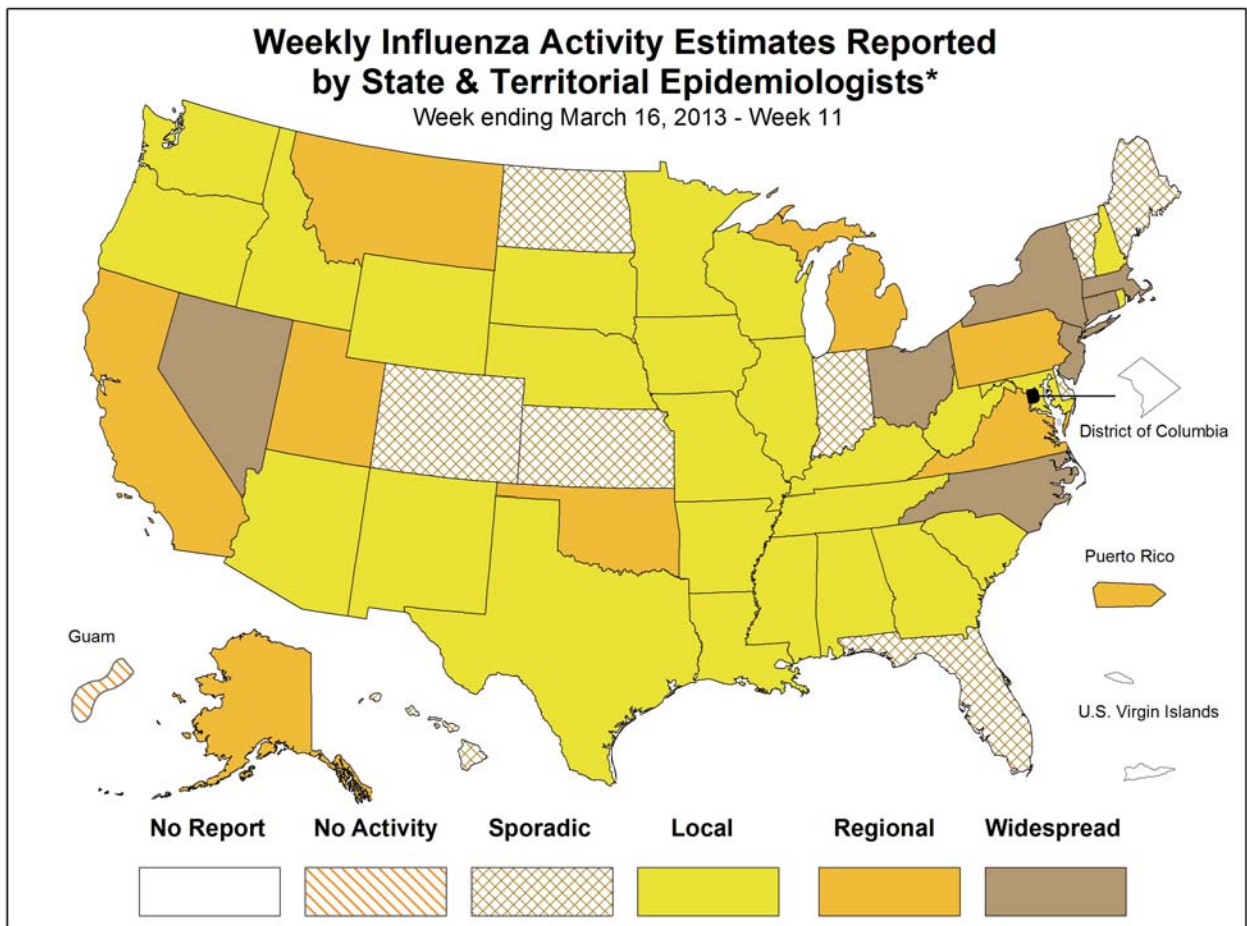 Weekly Influenza Activity Estimates Reported
by State & Territorial Epidemiologists*
Week ending March 16, 2013 - Week 11
District of Columbia
Puerto Rico
Guam
U.S. Virgin Islands
No Report No Activity Sporadic Local Regional Widespread